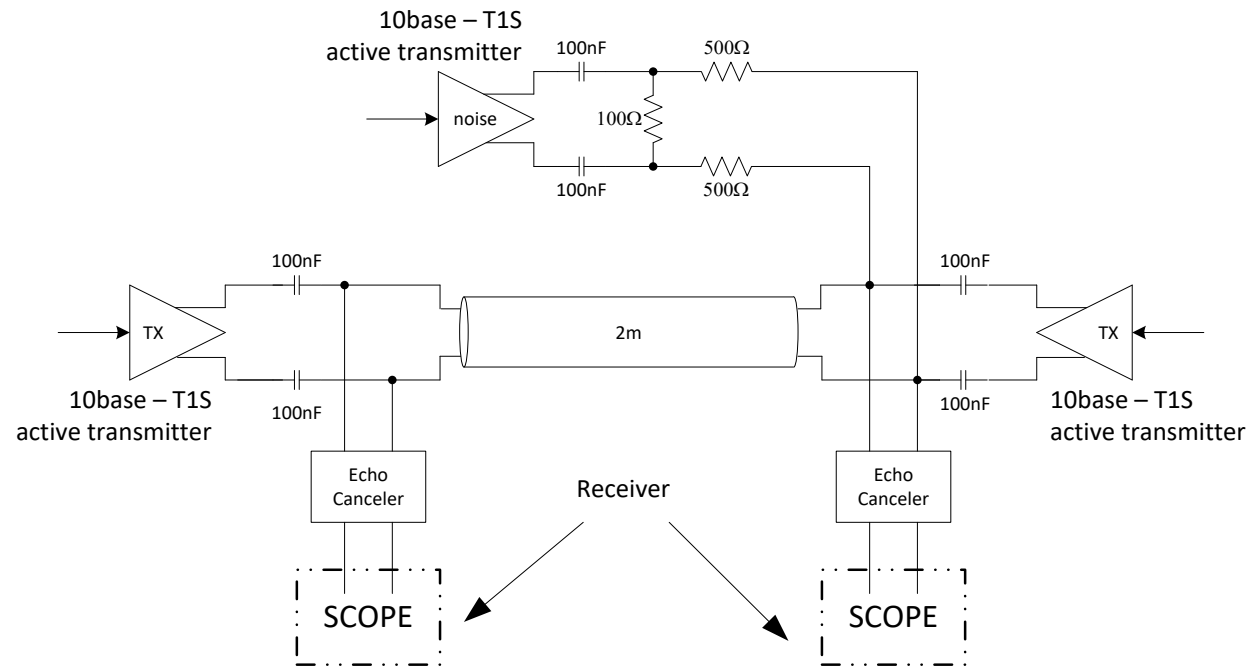 10base – T1S
active transmitter
100nF
500Ω
noise
100Ω
100nF
500Ω
100nF
100nF
TX
2m
TX
10base – T1S
active transmitter
100nF
100nF
10base – T1S
active transmitter
Echo
Canceler
Receiver
Echo
Canceler
SCOPE
SCOPE